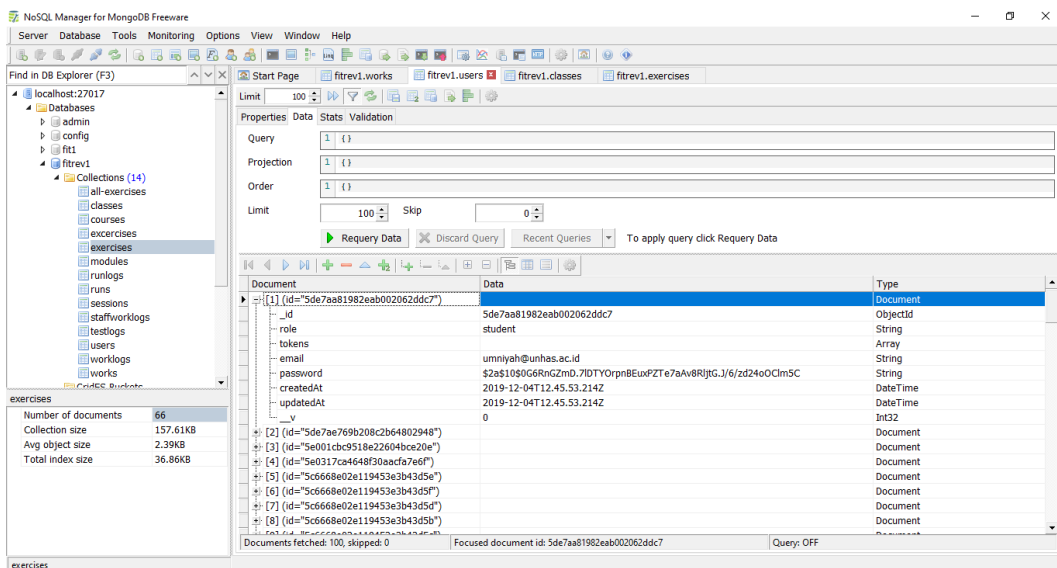 NoSQL Manager for MongoDB Freeware
Server Database Tools Monitoring Options View Window Help
Find in DB Explorer (F3)
localhost:27017
Databases
admin
config
fit1
fitrev1
Collections (14)
all-exercises
classes
courses
excercises
exercises
modules
runlogs
runs
sessions
staffworklogs
testlogs
users
worklogs
works
GridFS Buckets
exercises
Number of documents 66
Collection size 157.61KB
Avg object size 2.39KB
Total index size 36.86KB
Start Page fitrev1.works fitrev1.users fitrev1.classes fitrev1.exercises
Limit 100
Properties Data Stats Validation
Query 1 {}
Projection 1 {}
Order 1 {}
Limit 100 Skip 0
Requery Data Discard Query Recent Queries To apply query click Requery Data
Document Data Type
[1] (id="5de7aa81982eab002062ddc7") Document
_id 5de7aa81982eab002062ddc7 ObjectId
role student String
tokens Array
email umniyah@unhas.ac.id String
password $2a$10$0G6RnGZmD.7lDTYOrpnBEuxPZTe7aAv8RljtG.J/6/zd24oOClm5C String
createdAt 2019-12-04T12.45.53.214Z DateTime
updatedAt 2019-12-04T12.45.53.214Z DateTime
__v 0 Int32
[2] (id="5de7ae769b208c2b64802948") Document
[3] (id="5e001cbc9518e22604bce20e") Document
[4] (id="5e0317ca4648f30aacfa7e6f") Document
[5] (id="5c6668e02e119453e3b43d5e") Document
[6] (id="5c6668e02e119453e3b43d5f") Document
[7] (id="5c6668e02e119453e3b43d5d") Document
[8] (id="5c6668e02e119453e3b43d5b") Document
Documents fetched: 100, skipped: 0 Focused document id: 5de7aa81982eab002062ddc7 Query: OFF
exercises